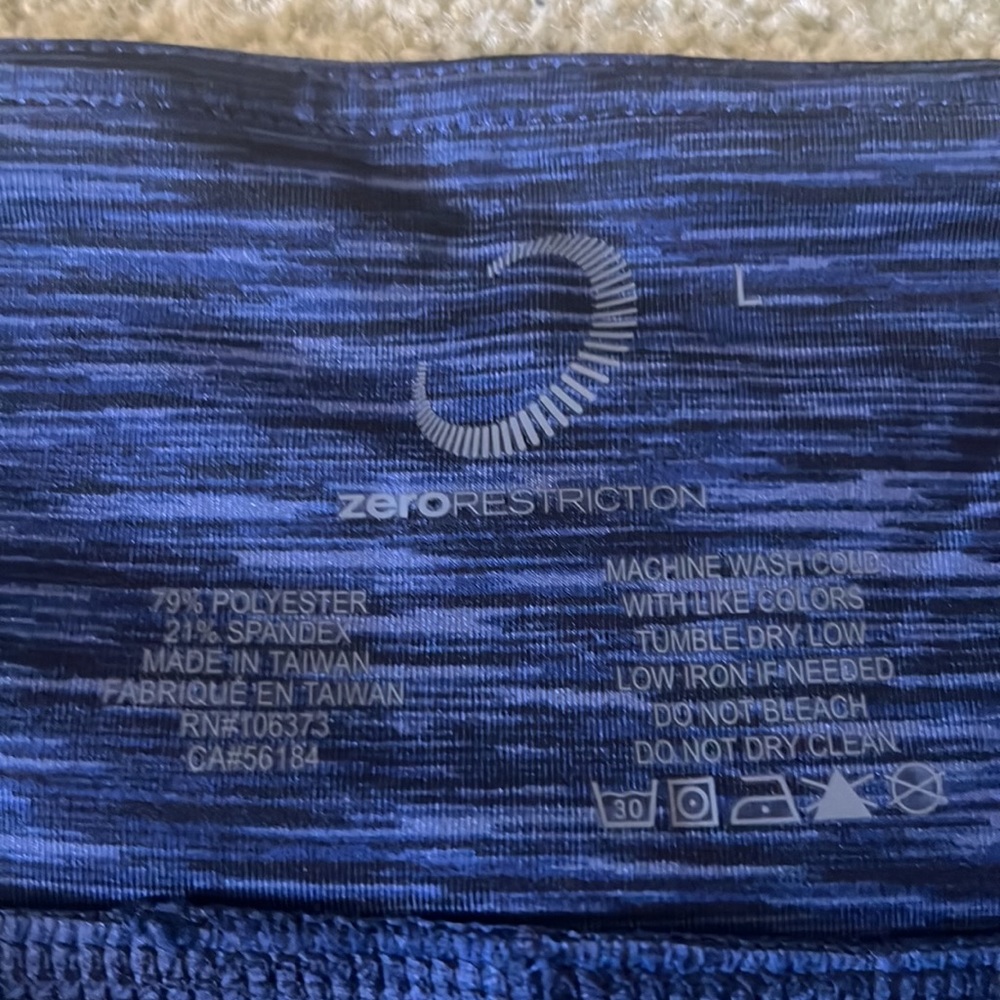 L
zeroRESTRICTION
79% POLYESTER
21% SPANDEX
MADE IN TAIWAN
FABRIQUÉ EN TAIWAN
RN#106373
CA#56184
MACHINE WASH COLD
WITH LIKE COLORS
TUMBLE DRY LOW
LOW IRON IF NEEDED
DO NOT BLEACH
DO NOT DRY CLEAN
30